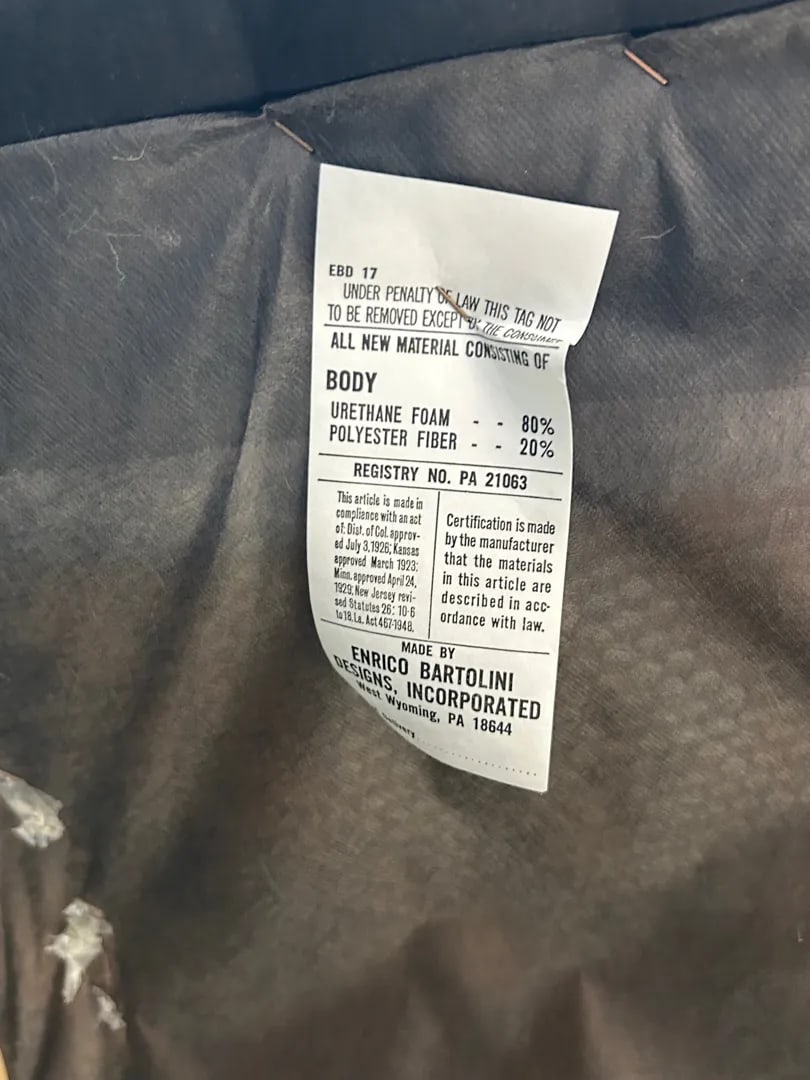 EBD 17
UNDER PENALTY OF LAW THIS TAG NOT
TO BE REMOVED EXCEPT BY THE CONSUMER
ALL NEW MATERIAL CONSISTING OF
BODY
URETHANE FOAM - - 80%
POLYESTER FIBER - - 20%
REGISTRY NO. PA 21063
This article is made in
compliance with an act
of: Dist. of Col. approv-
ed July 3,1926; Kansas
approved March 1923;
Minn. approved April 24,
1929; New Jersey revi-
sed Statutes 26: 10-6
to 18, La. Act 467-1948.
Certification is made
by the manufacturer
that the materials
in this article are
described in acc-
ordance with law.
MADE BY
ENRICO BARTOLINI
DESIGNS, INCORPORATED
West Wyoming, PA 18644